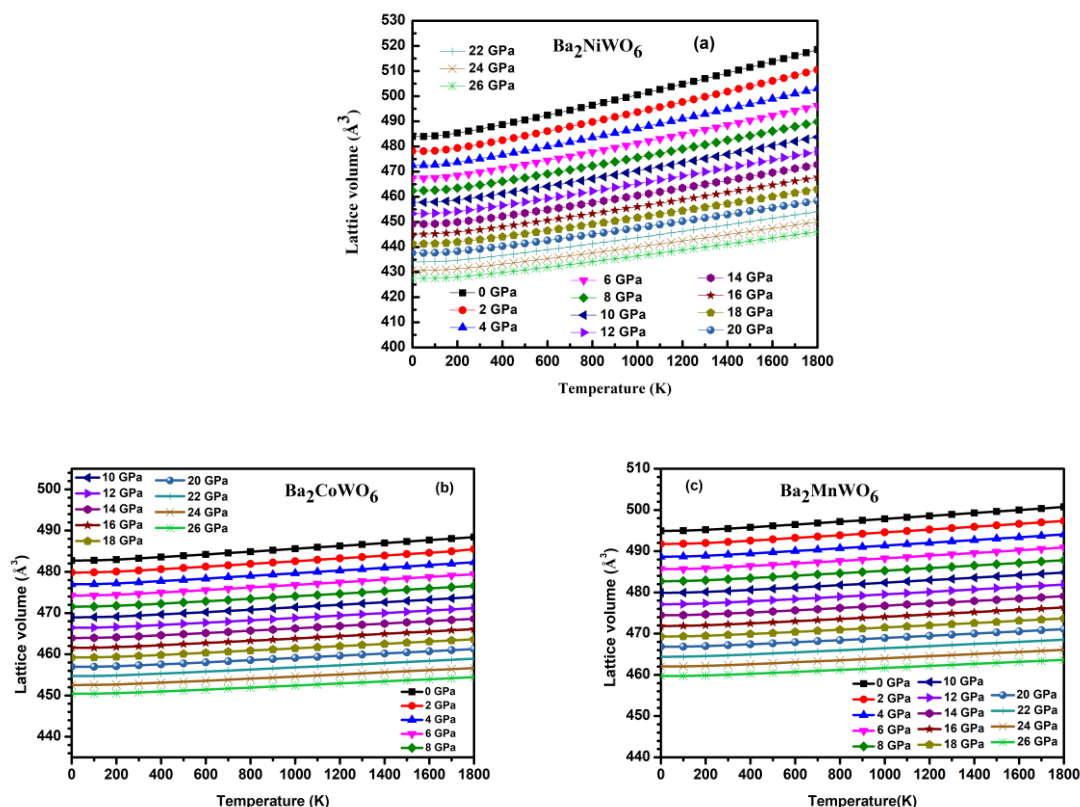 Ba2NiWO6 (a)
22 GPa
24 GPa
26 GPa
530
520
510
500
490
480
470
460
450
440
430
420
410
400
Lattice volume (Å3)
0 GPa
2 GPa
4 GPa
6 GPa
8 GPa
10 GPa
12 GPa
14 GPa
16 GPa
18 GPa
20 GPa
0 200 400 600 800 1000 1200 1400 1600 1800
Temperature (K)
Ba2CoWO6 (b)
10 GPa
12 GPa
14 GPa
16 GPa
18 GPa
20 GPa
22 GPa
24 GPa
26 GPa
500
490
480
470
460
450
440
Lattice volume (Å3)
0 GPa
2 GPa
4 GPa
6 GPa
8 GPa
0 200 400 600 800 1000 1200 1400 1600 1800
Temperature (K)
(c) Ba2MnWO6
510
500
490
480
470
460
450
440
Lattice volume (Å3)
0 GPa
2 GPa
4 GPa
6 GPa
8 GPa
10 GPa
12 GPa
14 GPa
16 GPa
18 GPa
20 GPa
22 GPa
24 GPa
26 GPa
0 200 400 600 800 1000 1200 1400 1600 1800
Temperature(K)